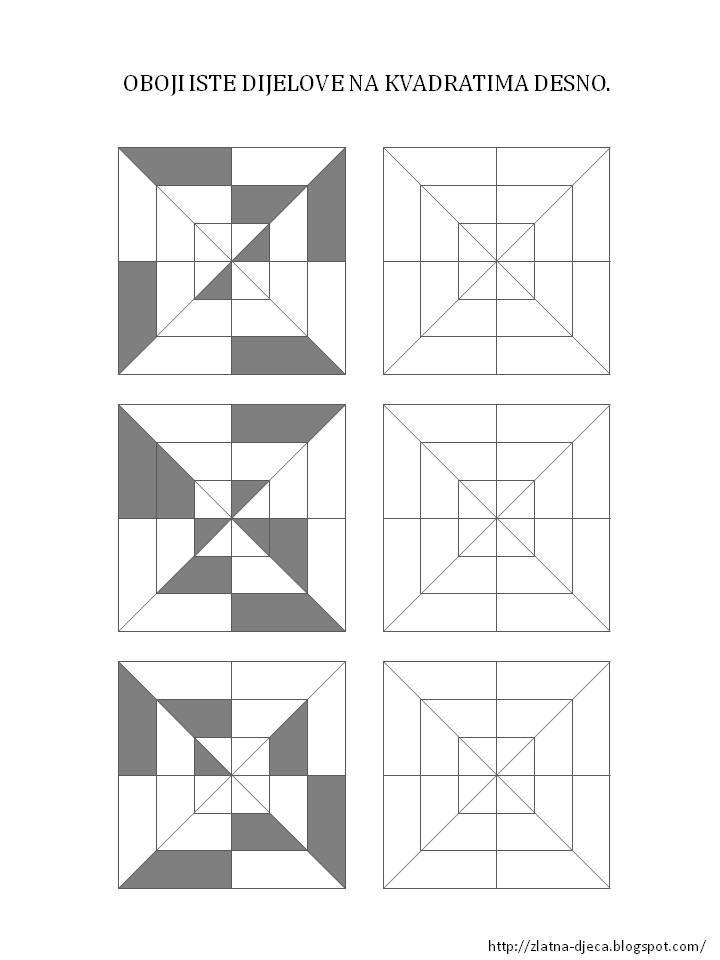 OBOJI ISTE DIJELOVE NA KVADRATIMA DESNO.
http://zlatna-djeca.blogspot.com/